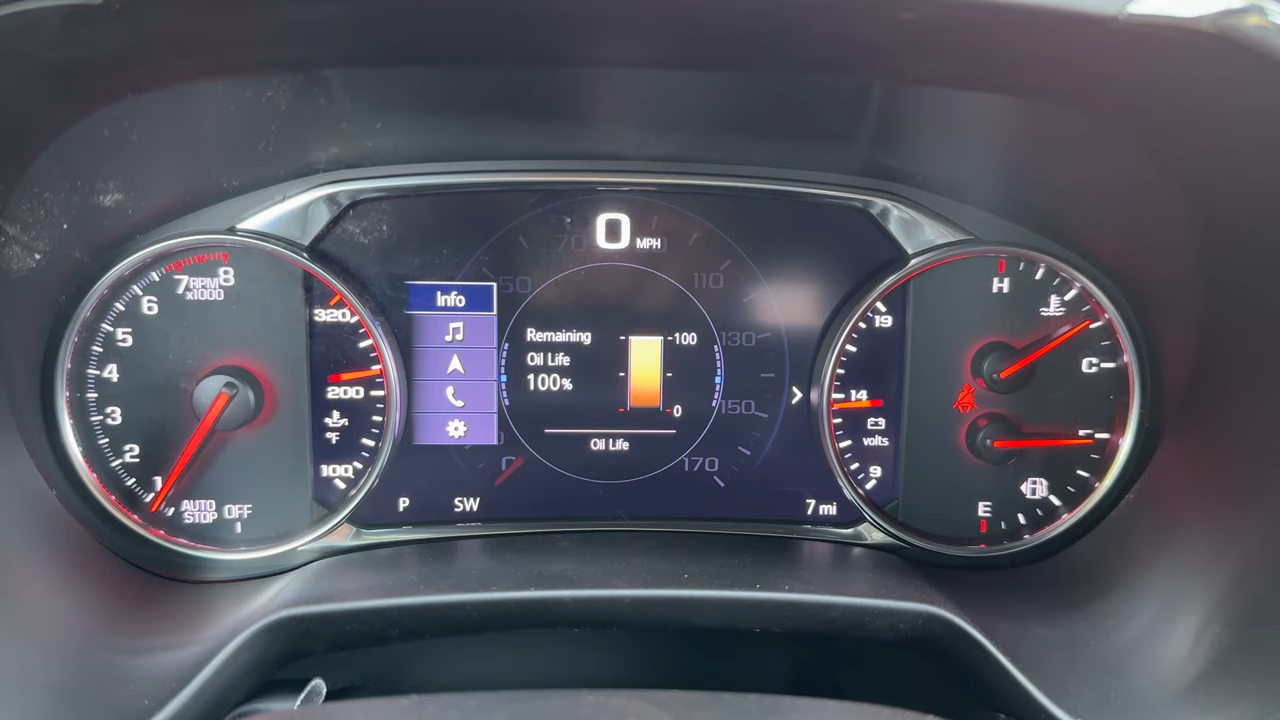 0 MPH
70
50
110
130
150
170
0
Info
Remaining
Oil Life
100%
100
0
Oil Life
P
SW
7 mi
8
7
RPM
x1000
6
5
4
3
2
1
AUTO
STOP
OFF
320
200
°F
100
19
14
volts
9
H
C
E